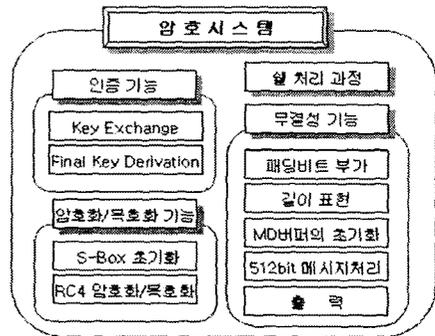 암 호 시 스 템
인증 기능
Key Exchange
Final Key Derivation
암호화/복호화 기능
S-Box 초기화
RC4 암호화/복호화
셀 처리 과정
무결성 기능
패딩비트 부가
길이 표현
MD버퍼의 초기화
512bit 메시지처리
출 력